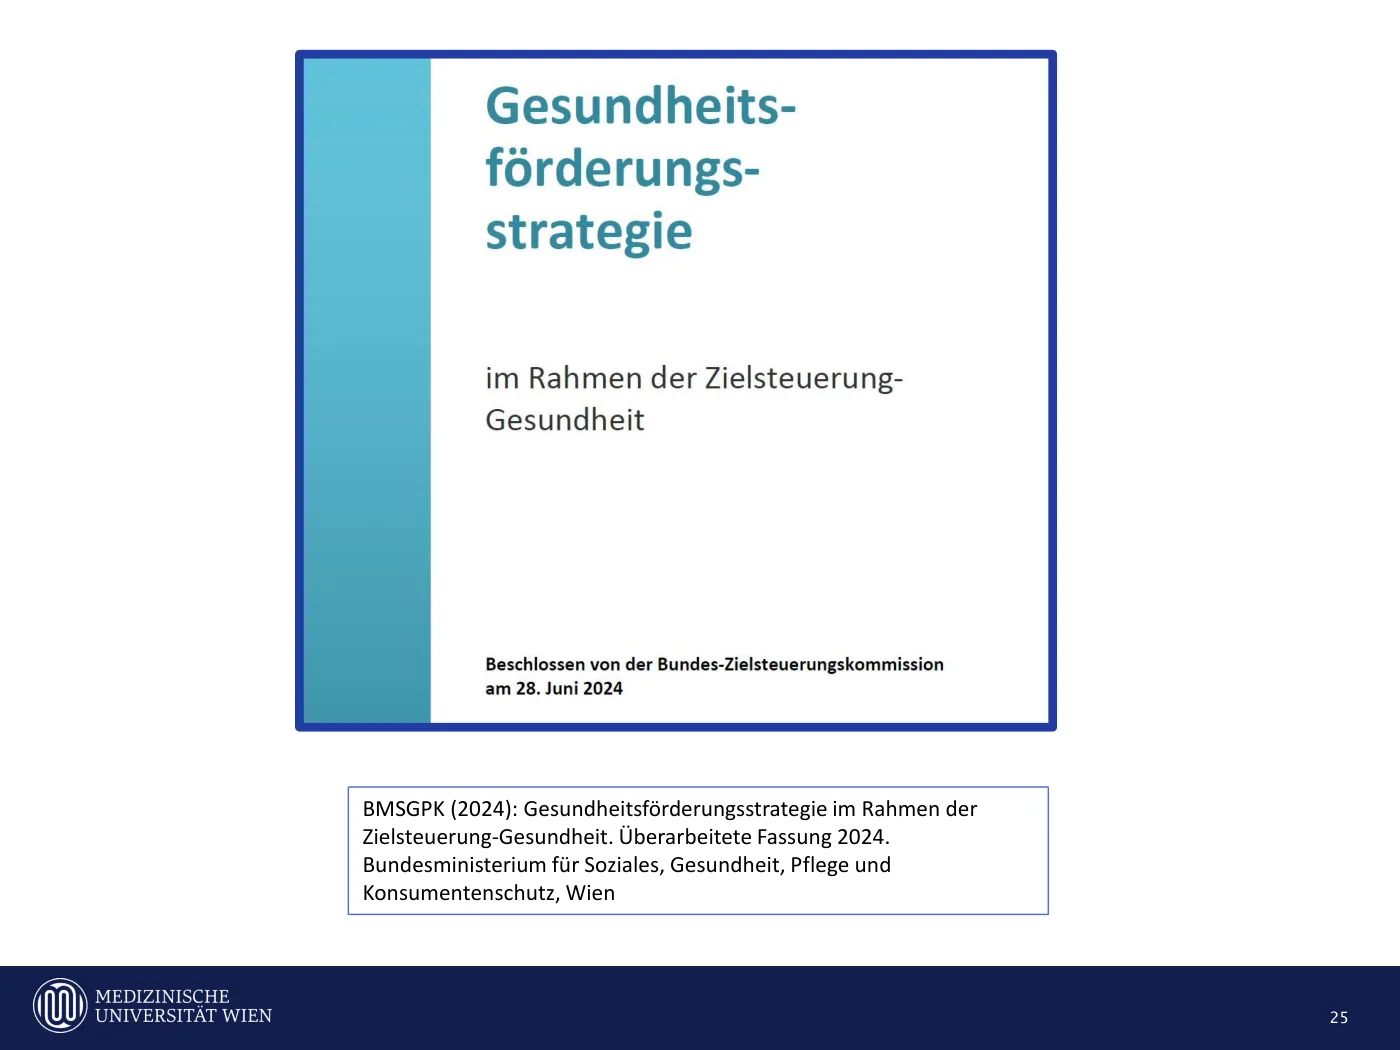 Gesundheits-
förderungs-
strategie
im Rahmen der Zielsteuerung-
Gesundheit
Beschlossen von der Bundes-Zielsteuerungskommission
am 28. Juni 2024
BMSGPK (2024): Gesundheitsförderungsstrategie im Rahmen der
Zielsteuerung-Gesundheit. Überarbeitete Fassung 2024.
Bundesministerium für Soziales, Gesundheit, Pflege und
Konsumentenschutz, Wien
MEDIZINISCHE
UNIVERSITÄT WIEN
25